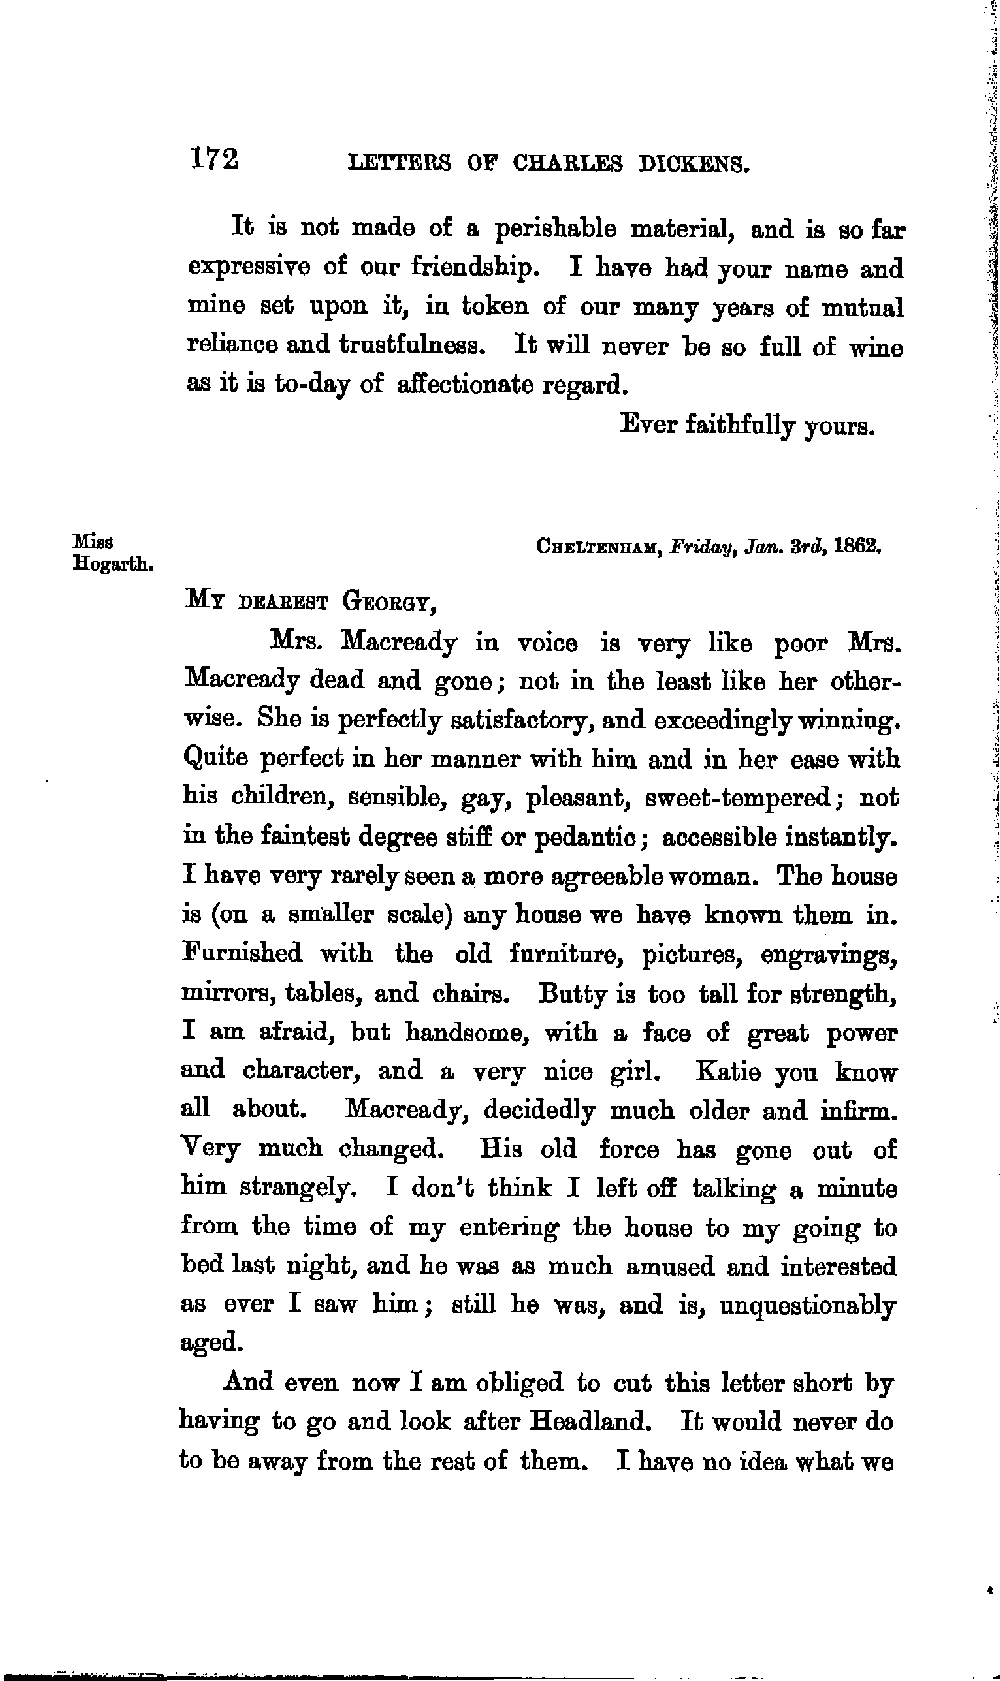 172 LETTERS OF CHARLES DICKENS.
It is not made of a perishable material, and is so far
expressive of our friendship. I have had your name and
mine set upon it, in token of our many years of mutual
reliance and trustfulness. It will never be so full of wine
as it is to-day of affectionate regard.
Ever faithfully yours.
Miss
Hogarth.
CHELTENHAM, Friday, Jan. 3rd, 1862.
MY DEAREST GEORGY,
Mrs. Macready in voice is very like poor Mrs.
Macready dead and gone; not in the least like her other-
wise. She is perfectly satisfactory, and exceedingly winning.
Quite perfect in her manner with him and in her ease with
his children, sensible, gay, pleasant, sweet-tempered; not
in the faintest degree stiff or pedantic; accessible instantly.
I have very rarely seen a more agreeable woman. The house
is (on a smaller scale) any house we have known them in.
Furnished with the old furniture, pictures, engravings,
mirrors, tables, and chairs. Butty is too tall for strength,
I am afraid, but handsome, with a face of great power
and character, and a very nice girl. Katie you know
all about. Macready, decidedly much older and infirm.
Very much changed. His old force has gone out of
him strangely. I don't think I left off talking a minute
from the time of my entering the house to my going to
bed last night, and he was as much amused and interested
as ever I saw him; still he was, and is, unquestionably
aged.
And even now I am obliged to cut this letter short by
having to go and look after Headland. It would never do
to be away from the rest of them. I have no idea what we